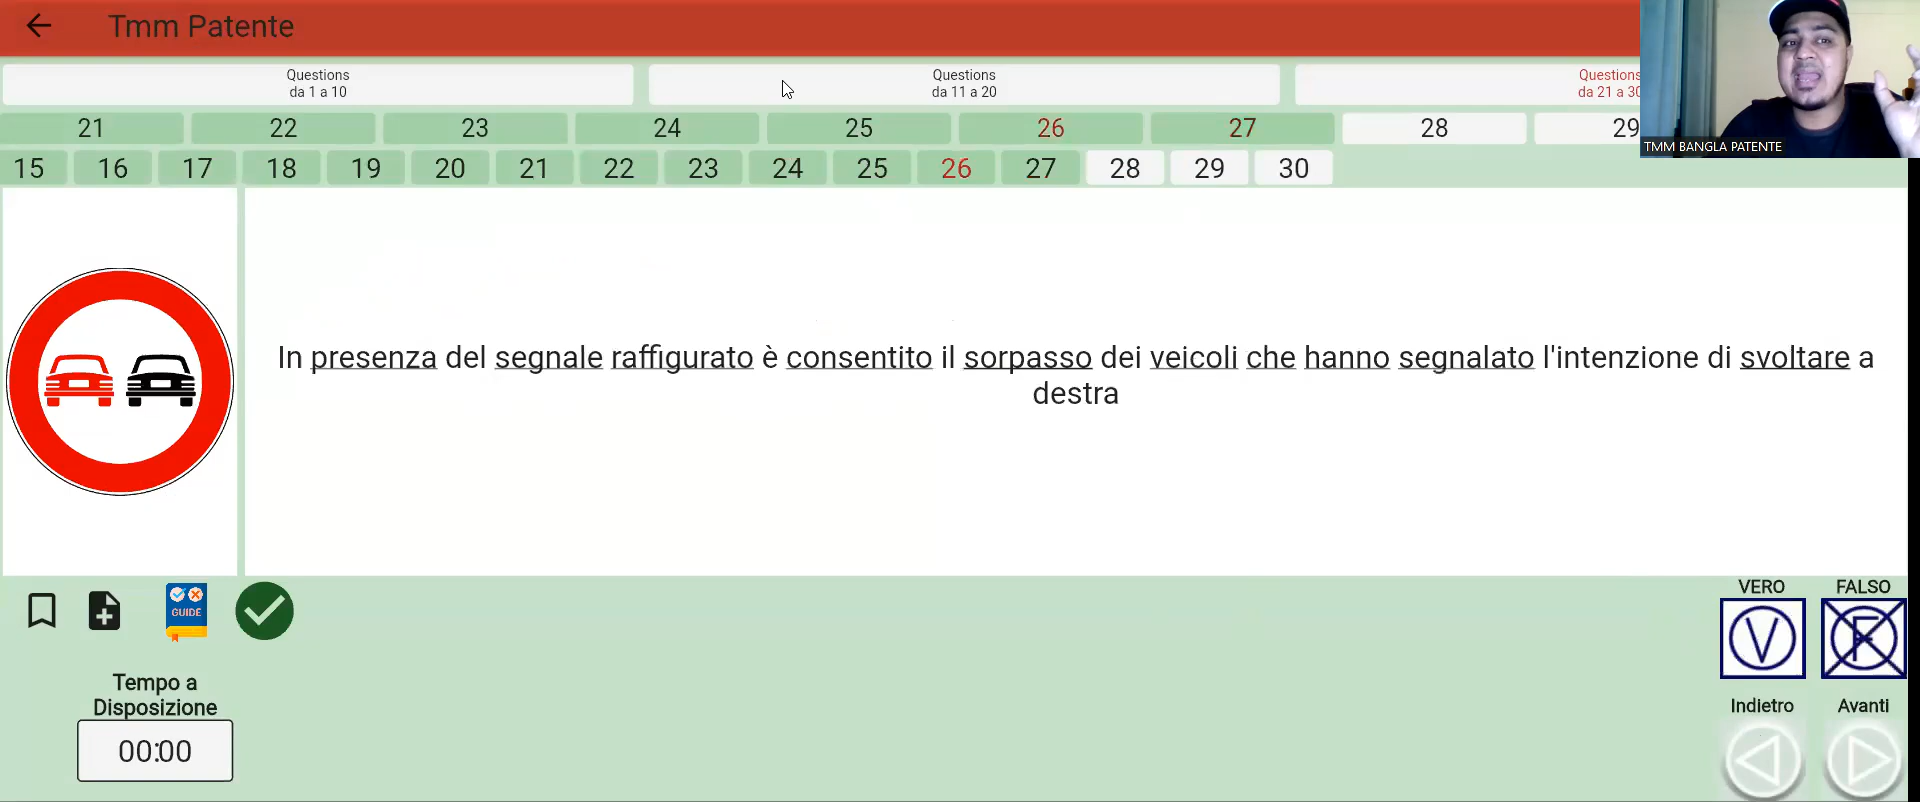 Tmm Patente
Questions
da 1 a 10
Questions
da 11 a 20
Questions
da 21 a 30
21 22 23 24 25 26 27 28 29
15 16 17 18 19 20 21 22 23 24 25 26 27 28 29 30
TMM BANGLA PATENTE
In presenza del segnale raffigurato è consentito il sorpasso dei veicoli che hanno segnalato l'intenzione di svoltare a
destra
GUIDE
VERO FALSO
V F
Tempo a
Disposizione
00:00
Indietro Avanti